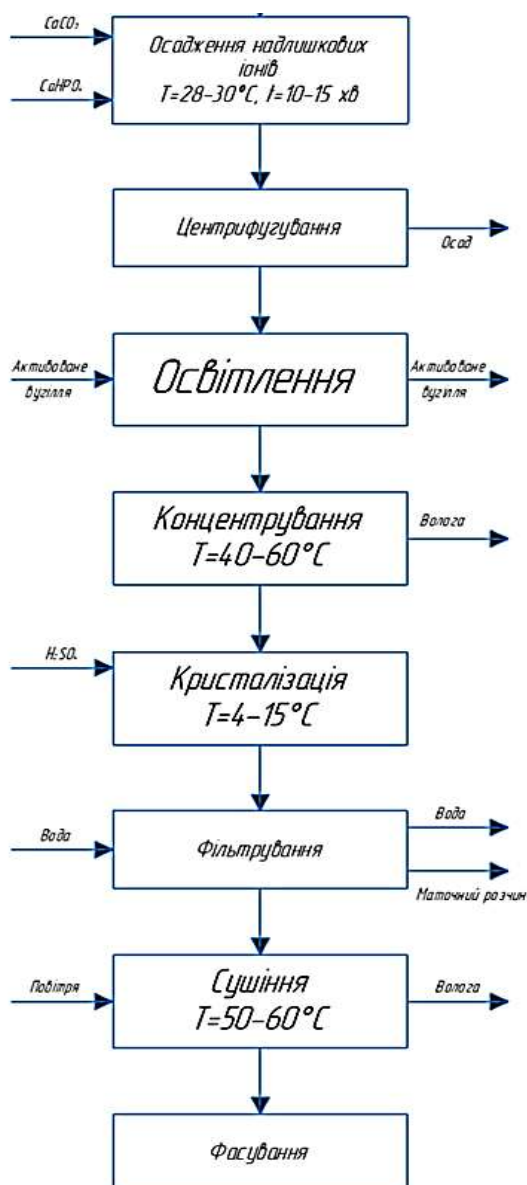 CaCO₃
Осадження надлишкових
іонів
T=28-30°C, t=10-15 хв
CaHPO₄
Центрифугування
Осад
Активоване
вугілля
Освітлення
Активоване
вугілля
Концентрування
T=40-60°C
Волога
H₂SO₄
Кристалізація
T=4-15°C
Вода
Фільтрування
Вода
Маточний розчин
Повітря
Сушіння
T=50-60°C
Волога
Фасування